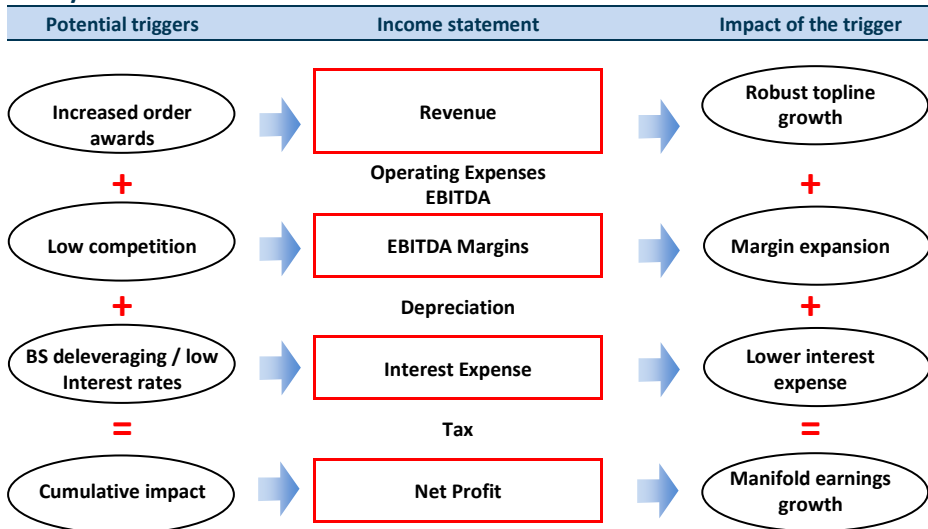 Potential triggers Income statement Impact of the trigger
Increased order
awards
Revenue
Robust topline
growth
+
Operating Expenses
EBITDA
+
Low competition
EBITDA Margins
Margin expansion
+
Depreciation
+
BS deleveraging / low
Interest rates
Interest Expense
Lower interest
expense
=
Tax
=
Cumulative impact
Net Profit
Manifold earnings
growth